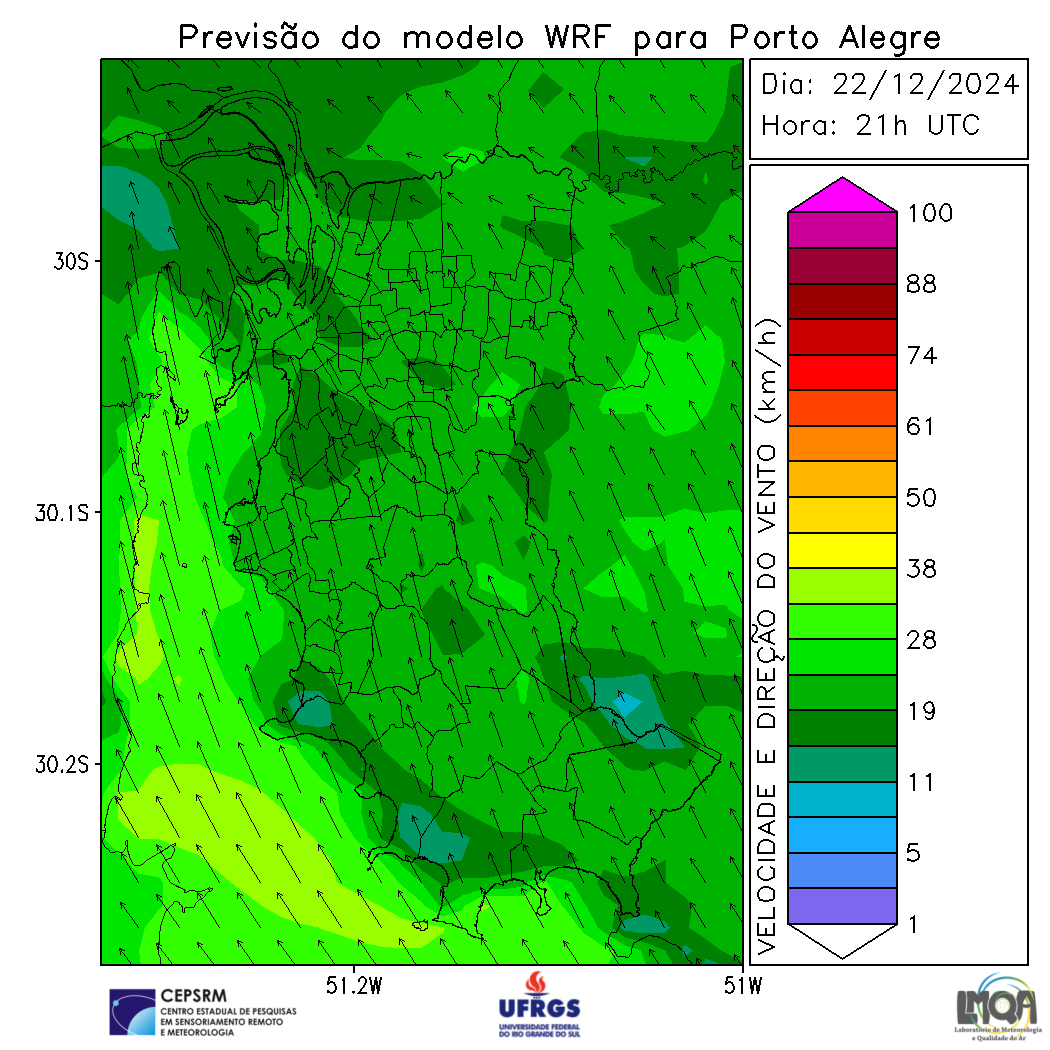 Previsão do modelo WRF para Porto Alegre
Dia: 22/12/2024
Hora: 21h UTC
30S
30.1S
30.2S
51.2W
51W
VELOCIDADE E DIREÇÃO DO VENTO (km/h)
100
88
74
61
50
38
28
19
11
5
1
CEPSRM
CENTRO ESTADUAL DE PESQUISAS
EM SENSORIAMENTO REMOTO
E METEOROLOGIA
UFRGS
UNIVERSIDADE FEDERAL
DO RIO GRANDE DO SUL
LMQA
Laboratório de Meteorologia
e Qualidade do Ar